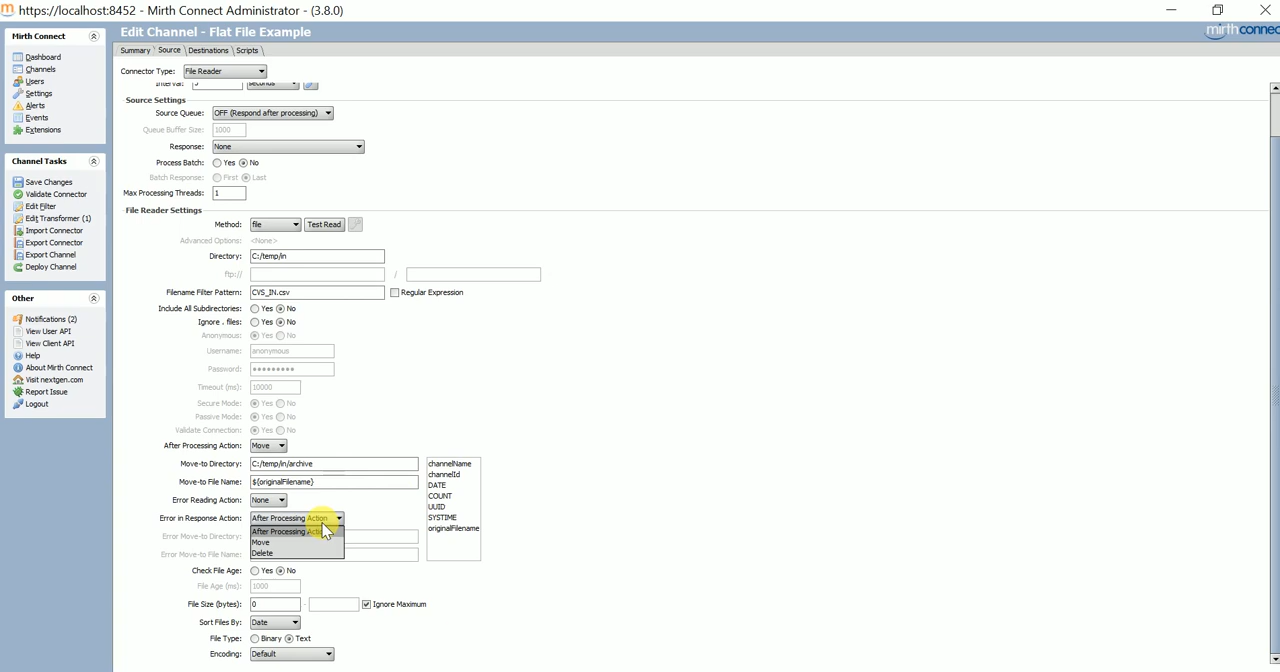 https://localhost:8452 - Mirth Connect Administrator - (3.8.0)
Mirth Connect
Dashboard
Channels
Users
Settings
Alerts
Events
Extensions
Channel Tasks
Save Changes
Validate Connector
Edit Filter
Edit Transformer (1)
Import Connector
Export Connector
Export Channel
Deploy Channel
Other
Notifications (2)
View User API
View Client API
Help
About Mirth Connect
Visit nextgen.com
Report Issue
Logout
Edit Channel - Flat File Example
mirth connec
Summary Source Destinations Scripts
Connector Type: File Reader
Interval: 5 seconds
Source Settings
Source Queue: OFF (Respond after processing)
Queue Buffer Size: 1000
Response: None
Process Batch: Yes No
Batch Response: First Last
Max Processing Threads: 1
File Reader Settings
Method: file Test Read
Advanced Options: <None>
Directory: C:/temp/in
ftp:// /
Filename Filter Pattern: CVS_IN.csv Regular Expression
Include All Subdirectories: Yes No
Ignore . files: Yes No
Anonymous: Yes No
Username: anonymous
Password: *********
Timeout (ms): 10000
Secure Mode: Yes No
Passive Mode: Yes No
Validate Connection: Yes No
After Processing Action: Move
Move-to Directory: C:/temp/in/archive
Move-to File Name: ${originalFilename}
Error Reading Action: None
Error in Response Action: After Processing Action
After Processing Acti
Move
Delete
Error Move-to Directory:
Error Move-to File Name:
channelName
channelId
DATE
COUNT
UUID
SYSTIME
originalFilename
Check File Age: Yes No
File Age (ms): 1000
File Size (bytes): 0 - Ignore Maximum
Sort Files By: Date
File Type: Binary Text
Encoding: Default